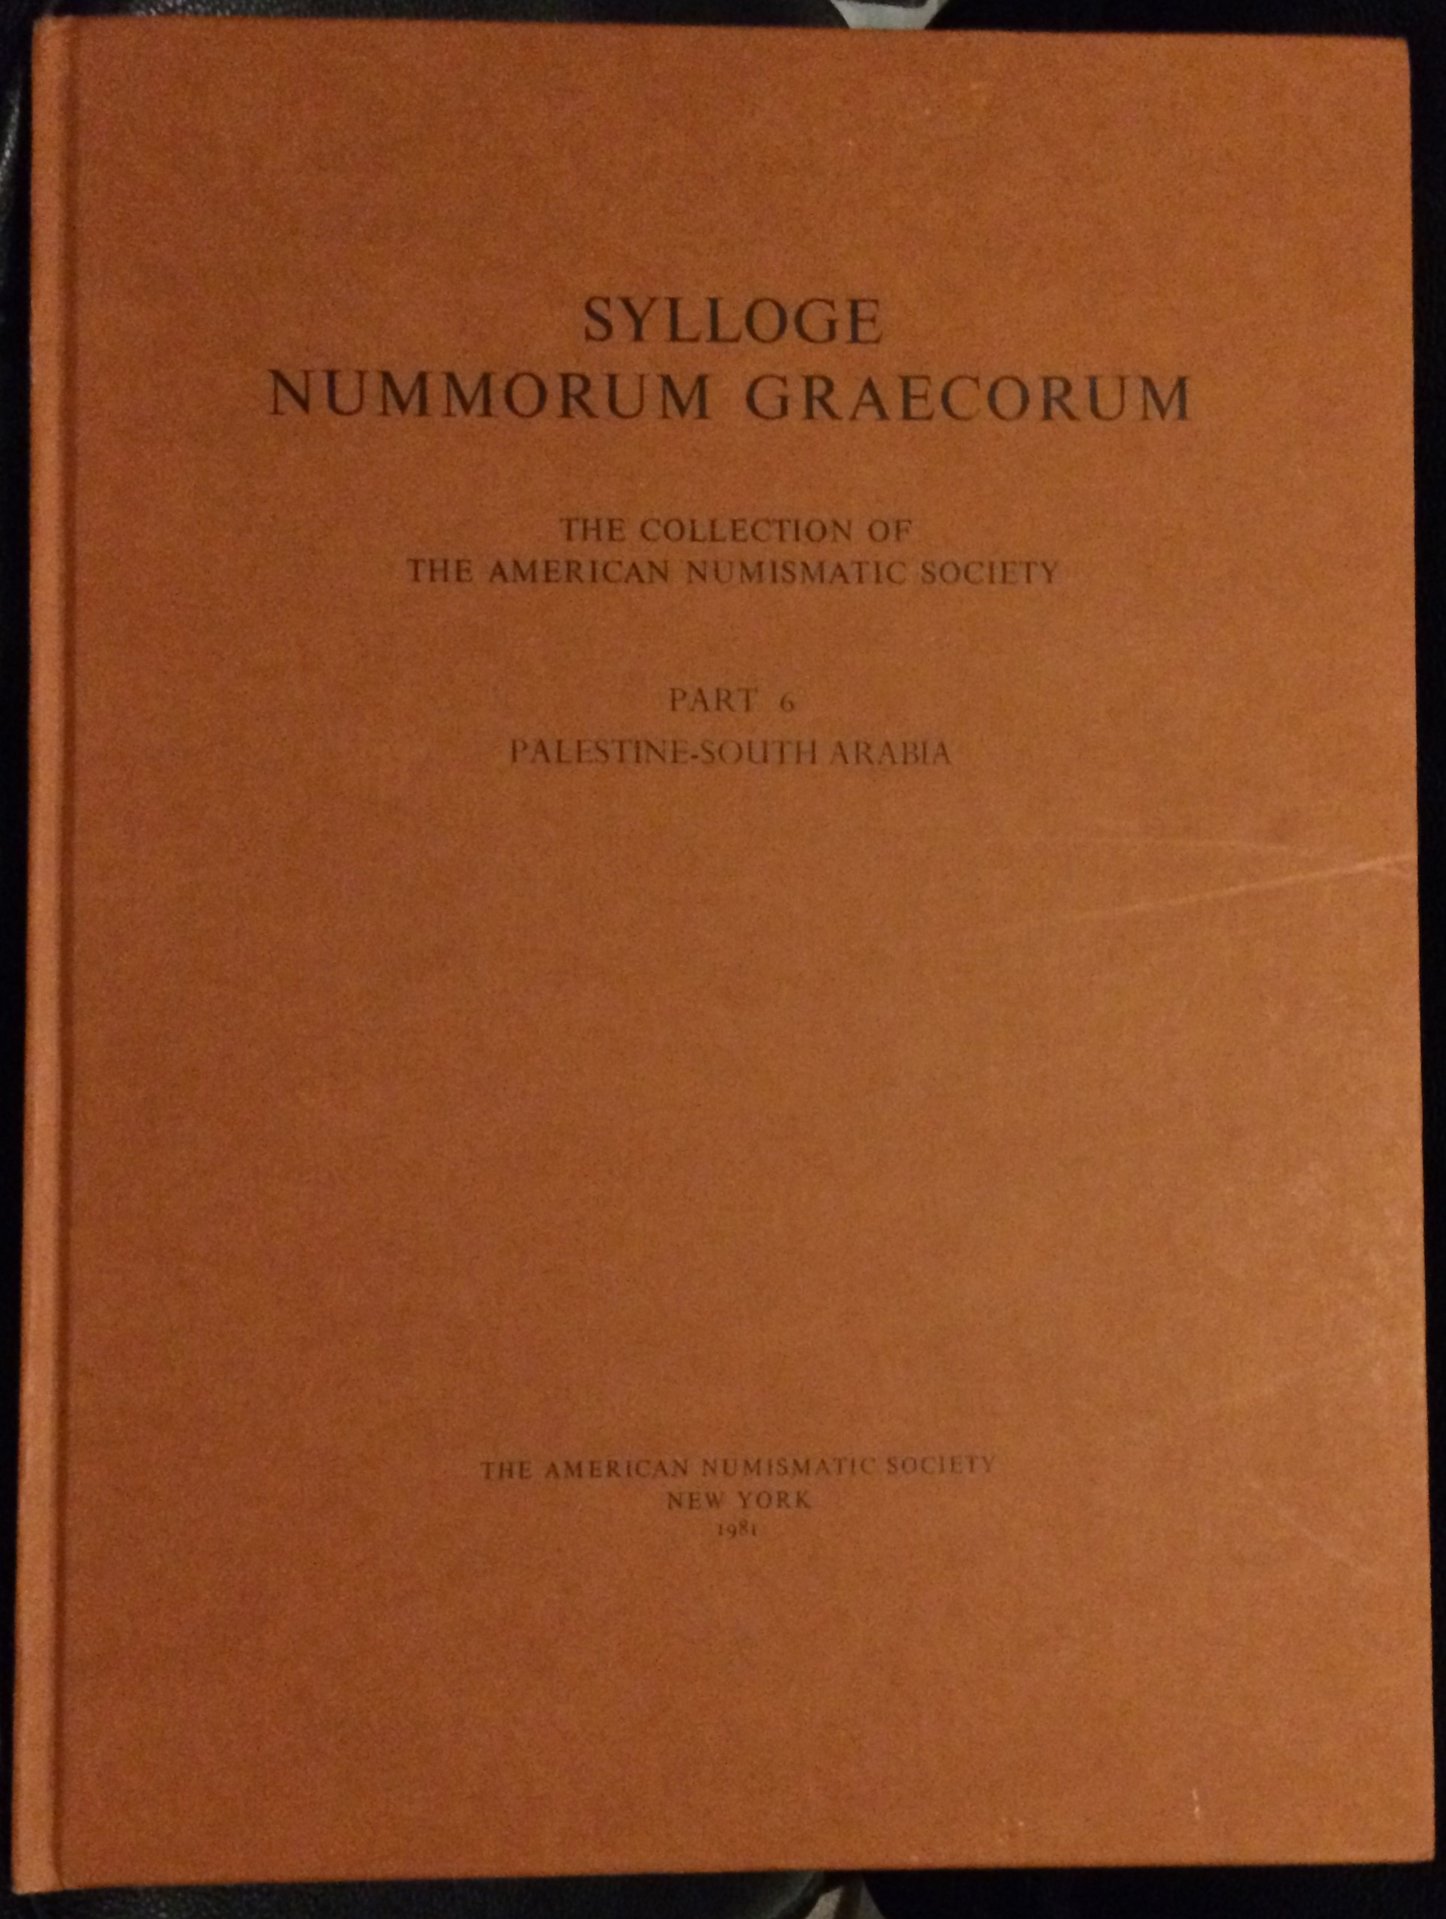 SYLLOGE
NUMMORUM GRAECORUM
THE COLLECTION OF
THE AMERICAN NUMISMATIC SOCIETY
PART 6
PALESTINE-SOUTH ARABIA
THE AMERICAN NUMISMATIC SOCIETY
NEW YORK
1981